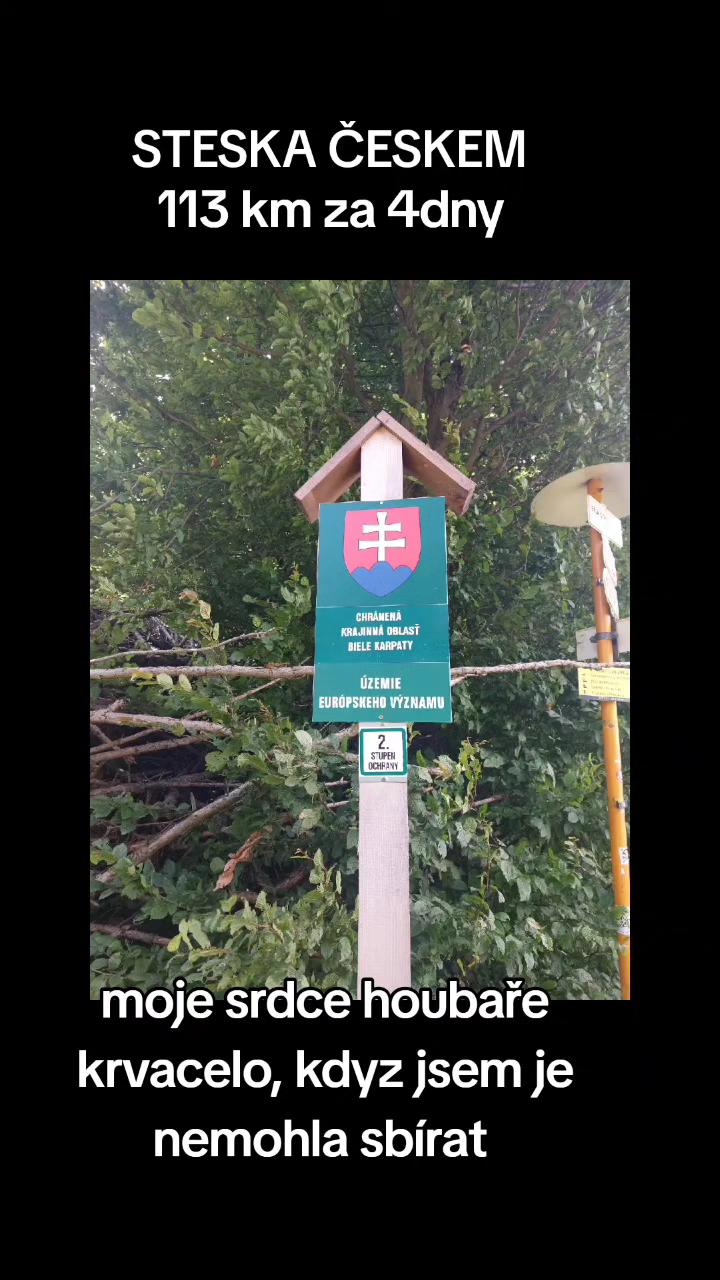 STESKA ČESKEM
113 km za 4dny
CHRÁNENÁ
KRAJINNÁ OBLASŤ
BIELE KARPATY
ÚZEMIE
EURÓPSKEHO VÝZNAMU
2.
STUPEŇ
OCHRANY
moje srdce houbaře
krvacelo, kdyz jsem je
nemohla sbírat